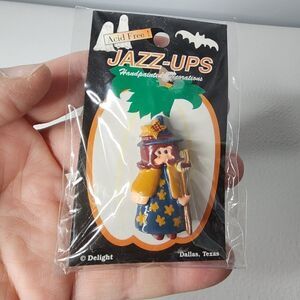 Acid Free!
JAZZ-UPS
Handpainted Decorations
© Delight
Dallas, Texas